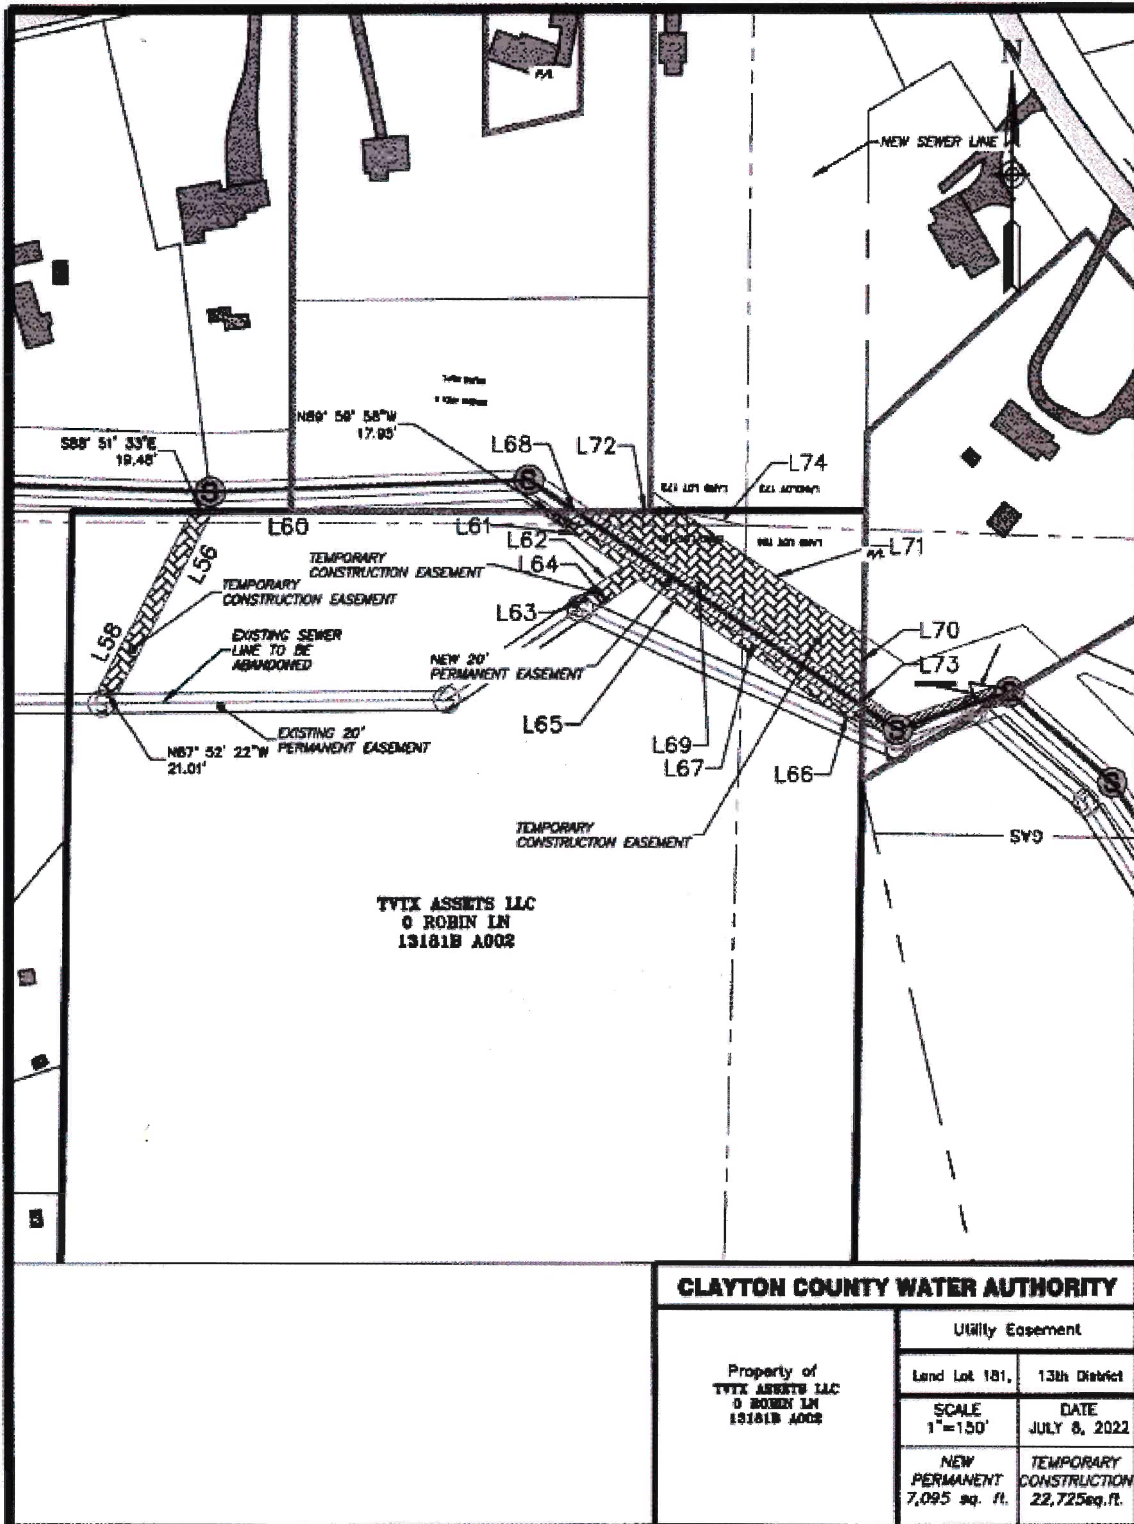 N
P/L
NEW SEWER LINE
N89° 59' 58"W
17.95'
S88° 51' 33"E
19.48'
L68
L72
L74
S
S
LAND LOT 172
L60
L61
L62
L64
L71
P/L
L56
TEMPORARY
CONSTRUCTION EASEMENT
TEMPORARY
CONSTRUCTION EASEMENT
L63
L58
EXISTING SEWER
LINE TO BE
ABANDONED
NEW 20'
PERMANENT EASEMENT
L70
L73
S
L65
EXISTING 20'
PERMANENT EASEMENT
N67° 52' 22"W
21.01'
L69
L67
L66
S
S
TEMPORARY
CONSTRUCTION EASEMENT
GAS
TVTX ASSETS LLC
0 ROBIN LN
13181B A002
CLAYTON COUNTY WATER AUTHORITY
Utility Easement
Property of
TVTX ASSETS LLC
0 ROBIN LN
13181B A002
Land Lot 181, 13th District
SCALE
1"=150'
DATE
JULY 8, 2022
NEW
PERMANENT
7,095 sq. ft.
TEMPORARY
CONSTRUCTION
22,725sq.ft.